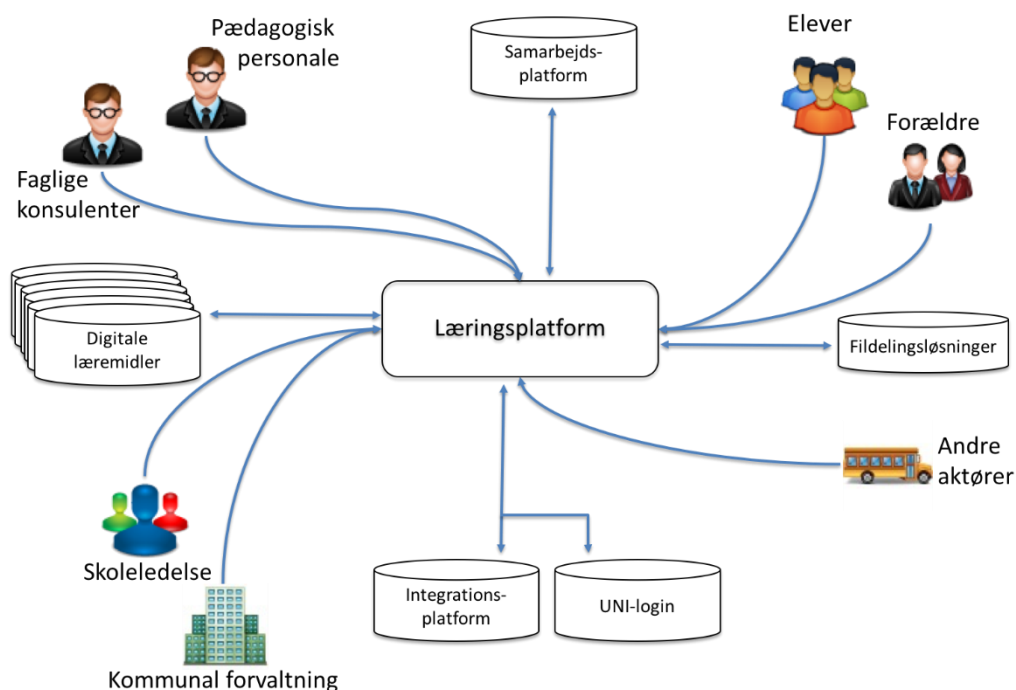 Pædagogisk
personale
Samarbejds-
platform
Elever
Forældre
Faglige
konsulenter
Digitale
læremidler
Læringsplatform
Fildelingsløsninger
Andre
aktører
Skoleledelse
Integrations-
platform
UNI-login
Kommunal forvaltning